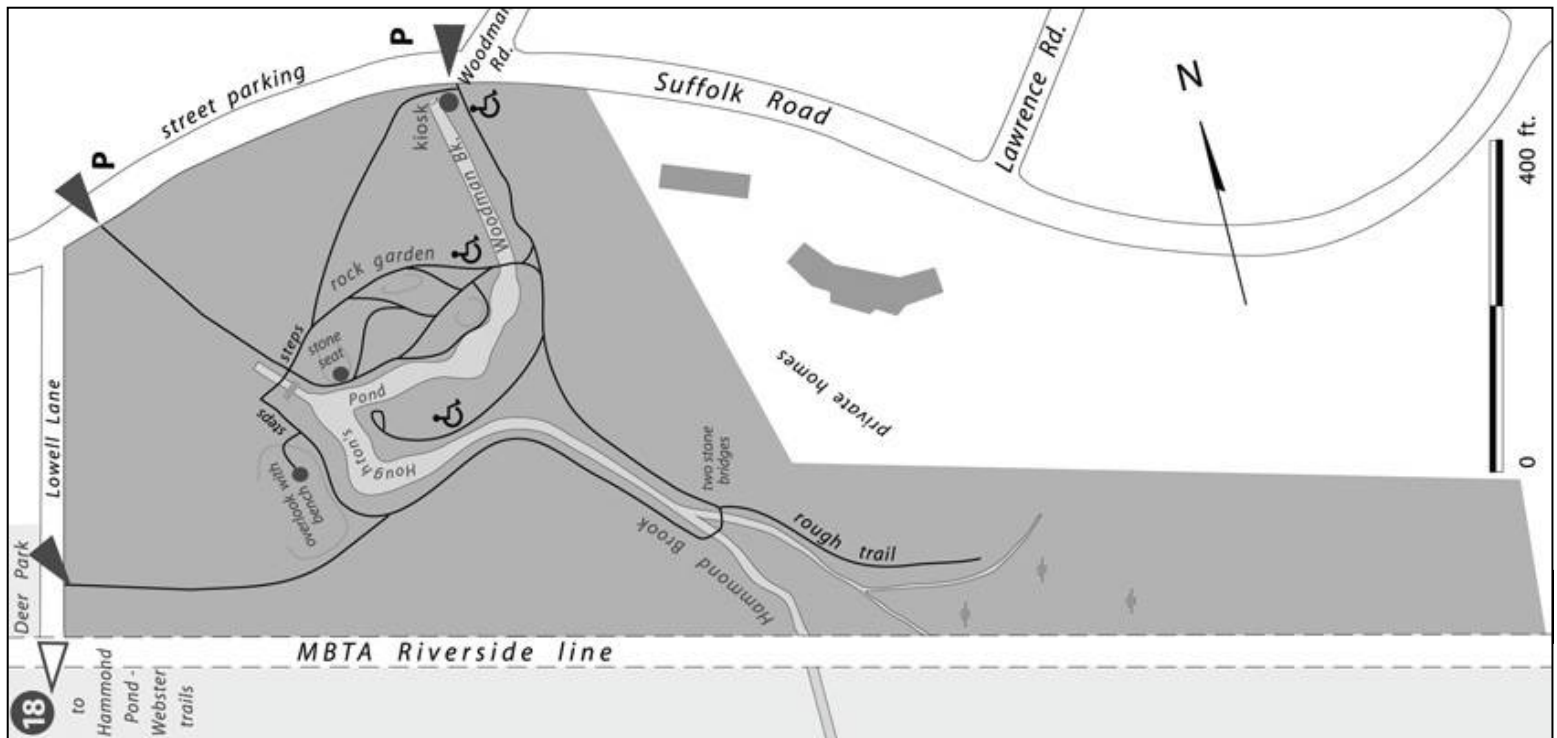 P
Woodman
Rd.
street parking
Suffolk Road
Lawrence Rd.
N
400 ft.
0
P
kiosk
Woodman Bk.
rock garden
steps
stone
seat
Pond
Hough ton's
steps
overlook with
bench
private homes
two stone
bridges
rough trail
Hammond Brook
Lowell Lane
Deer Park
MBTA Riverside line
18
to
Hammond
Pond -
Webster
trails